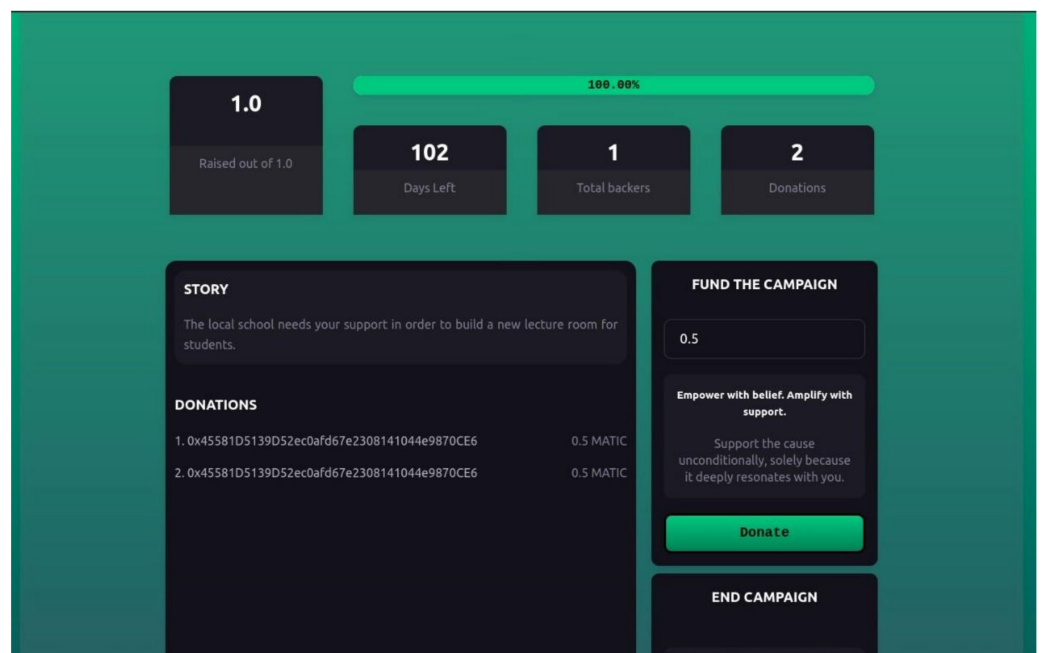 1.0
Raised out of 1.0
100.00%
102
Days Left
1
Total backers
2
Donations
STORY
The local school needs your support in order to build a new lecture room for
students.
DONATIONS
1. 0x45581D5139D52ec0afd67e2308141044e9870CE6 0.5 MATIC
2. 0x45581D5139D52ec0afd67e2308141044e9870CE6 0.5 MATIC
FUND THE CAMPAIGN
0.5
Empower with belief. Amplify with
support.
Support the cause
unconditionally, solely because
it deeply resonates with you.
Donate
END CAMPAIGN